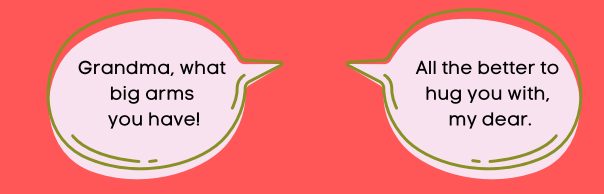 Grandma, what
big arms
you have!
All the better to
hug you with,
my dear.